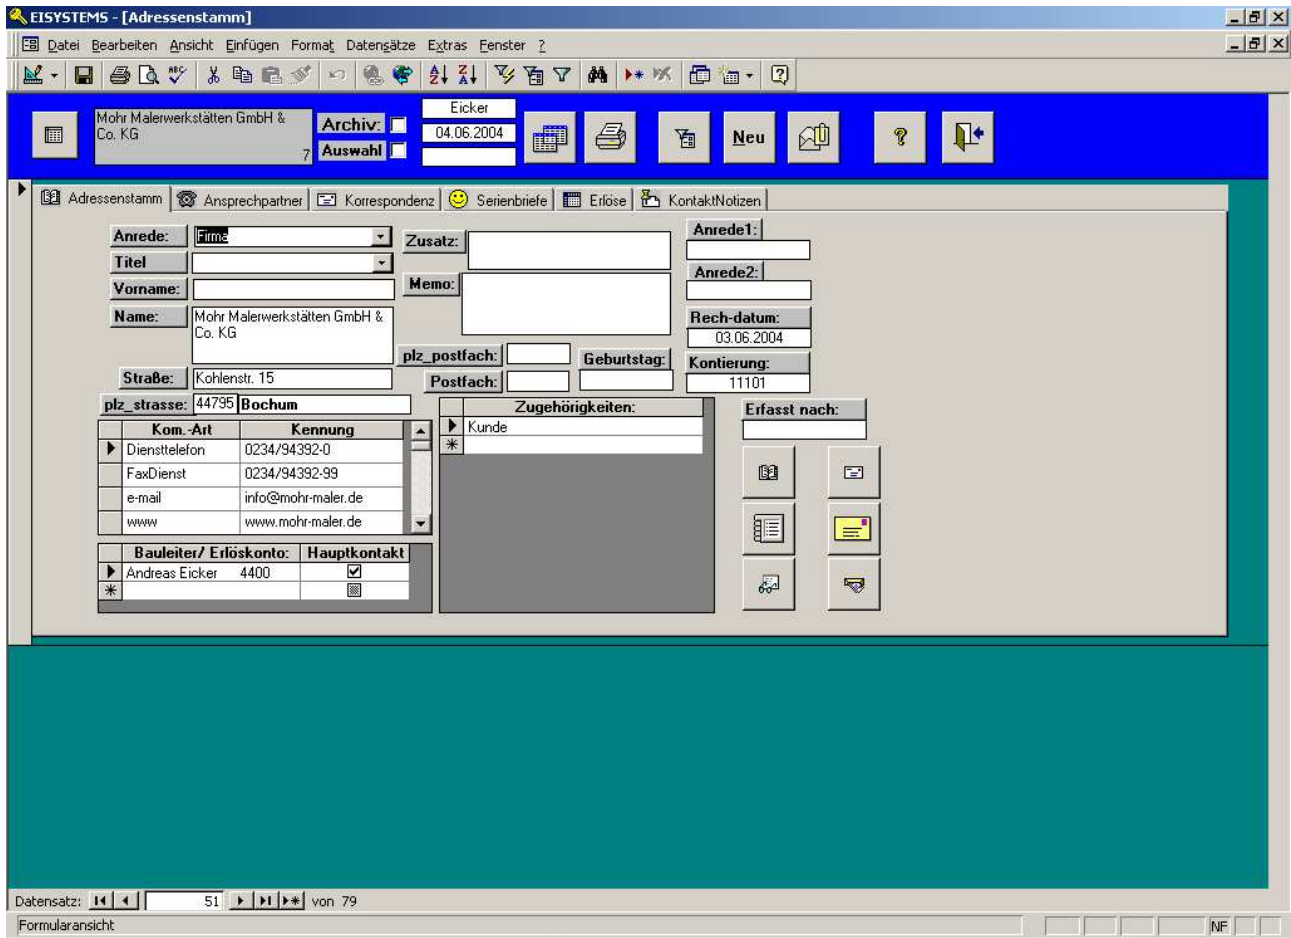 EISYSTEMS - [Adressenstamm]
Datei Bearbeiten Ansicht Einfügen Format Datensätze Extras Fenster ?
Mohr Malerwerkstätten GmbH &
Co. KG
7
Archiv:
Auswahl
Eicker
04.06.2004
Neu
Adressenstamm Ansprechpartner Korrespondenz Serienbriefe Erlöse KontaktNotizen
Anrede: Firma
Titel
Vorname:
Name: Mohr Malerwerkstätten GmbH &
Co. KG
Straße: Kohlenstr. 15
plz_strasse: 44795 Bochum
Zusatz:
Memo:
plz_postfach:
Postfach:
Geburtstag:
Anrede1:
Anrede2:
Rech-datum:
03.06.2004
Kontierung:
11101
Kom.-Art Kennung
Diensttelefon 0234/94392-0
FaxDienst 0234/94392-99
e-mail info@mohr-maler.de
www www.mohr-maler.de
Bauleiter/ Erlöskonto: Hauptkontakt
Andreas Eicker 4400
Zugehörigkeiten:
Kunde
Erfasst nach:
Datensatz: 51 von 79
Formularansicht NF